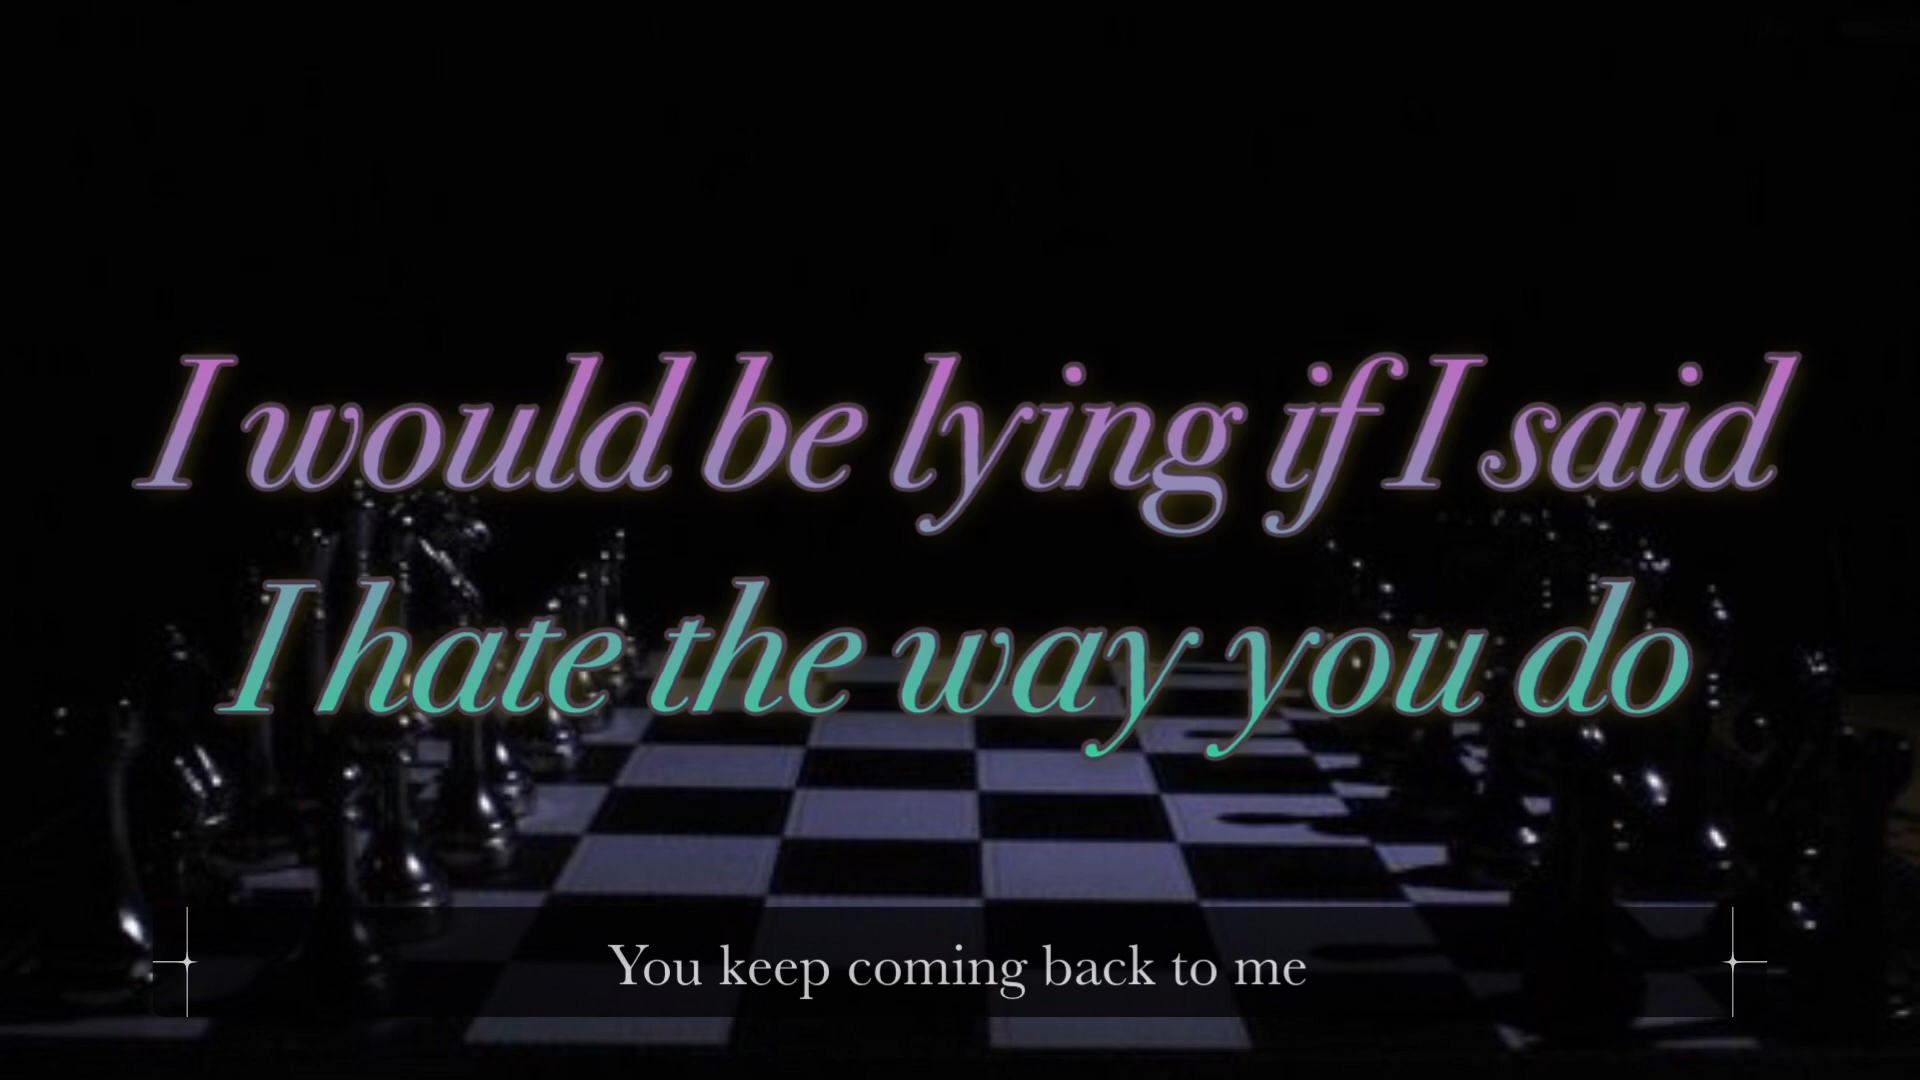 I would be lying if I said
I hate the way you do
You keep coming back to me